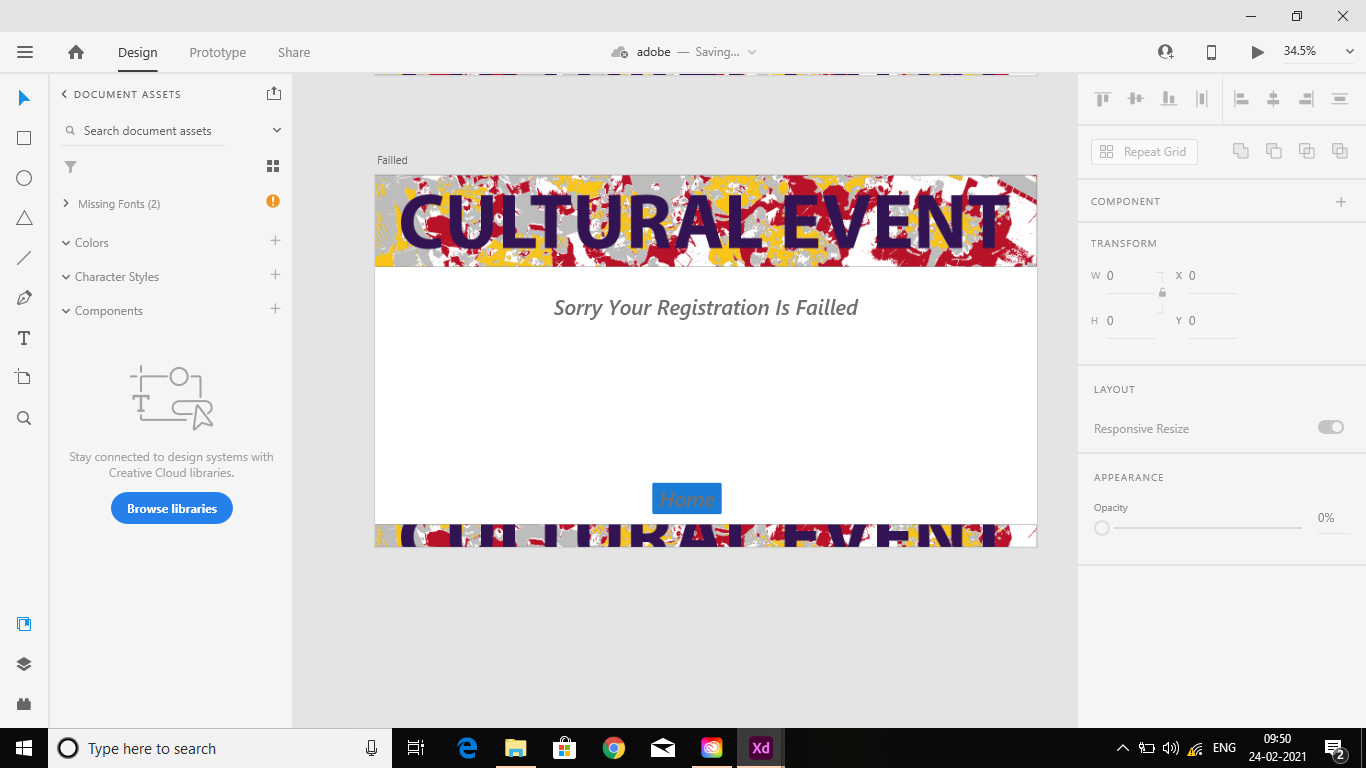 Design
Prototype
Share
adbobe — Saving...
34.5%
DOCUMENT ASSETS
Search document assets
Missing Fonts (2)
Colors
Character Styles
Components
Stay connected to design systems with
Creative Cloud libraries.
Browse libraries
Failled
CULTURAL EVENT
Sorry Your Registration Is Failled
Home
CULTURAL EVENT
Repeat Grid
COMPONENT
TRANSFORM
W 0 X 0
H 0 Y 0
LAYOUT
Responsive Resize
APPEARANCE
Opacity
0%
Type here to search
Xd
ENG
09:50
24-02-2021
2